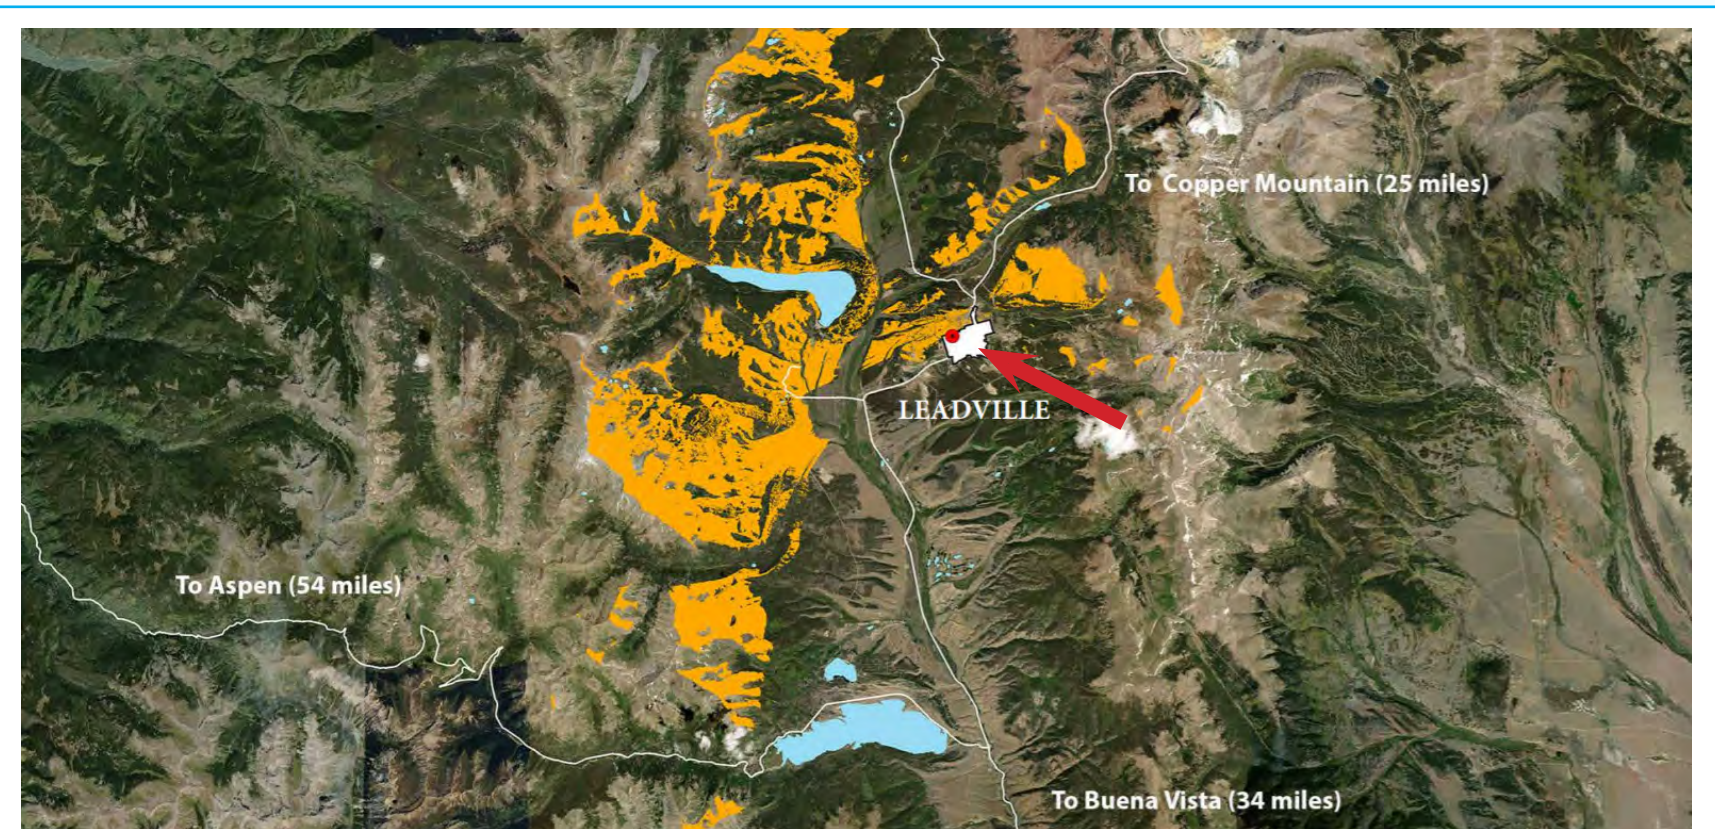 To Copper Mountain (25 miles)
LEADVILLE
To Aspen (54 miles)
To Buena Vista (34 miles)